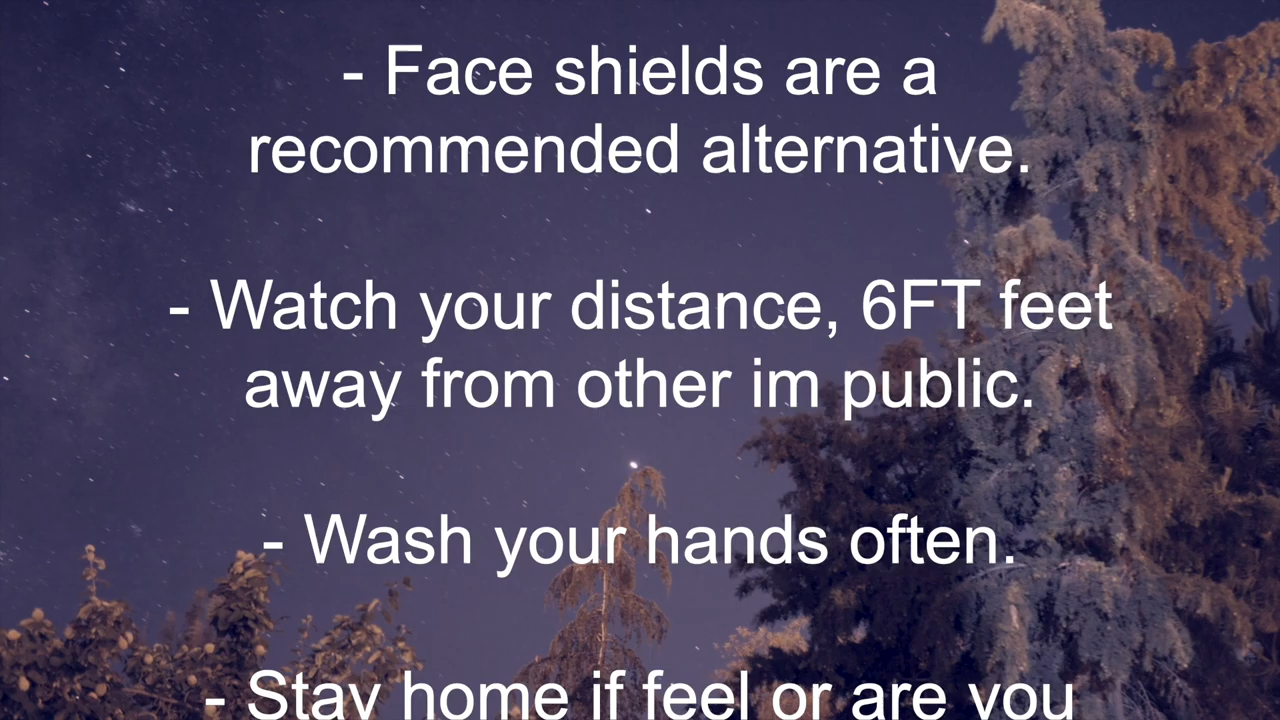 - Face shields are a
recommended alternative.
- Watch your distance, 6FT feet
away from other im public.
- Wash your hands often.
- Stay home if feel or are you